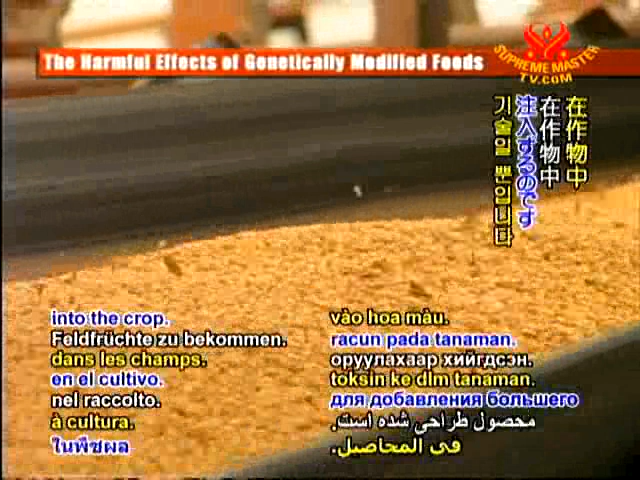 The Harmful Effects of Genetically Modified Foods
SUPREME MASTER
TV.COM
在作物中
在作物中
注入するのです
기술일 뿐입니다
into the crop.
Feldfrüchte zu bekommen.
dans les champs.
en el cultivo.
nel raccolto.
à cultura.
ในพืชผล
vào hoa màu.
racun pada tanaman.
оруулахаар хийгдсэн.
toksin ke dlm tanaman.
для добавления большего
محصول طراحی شده است.
في المحاصيل.